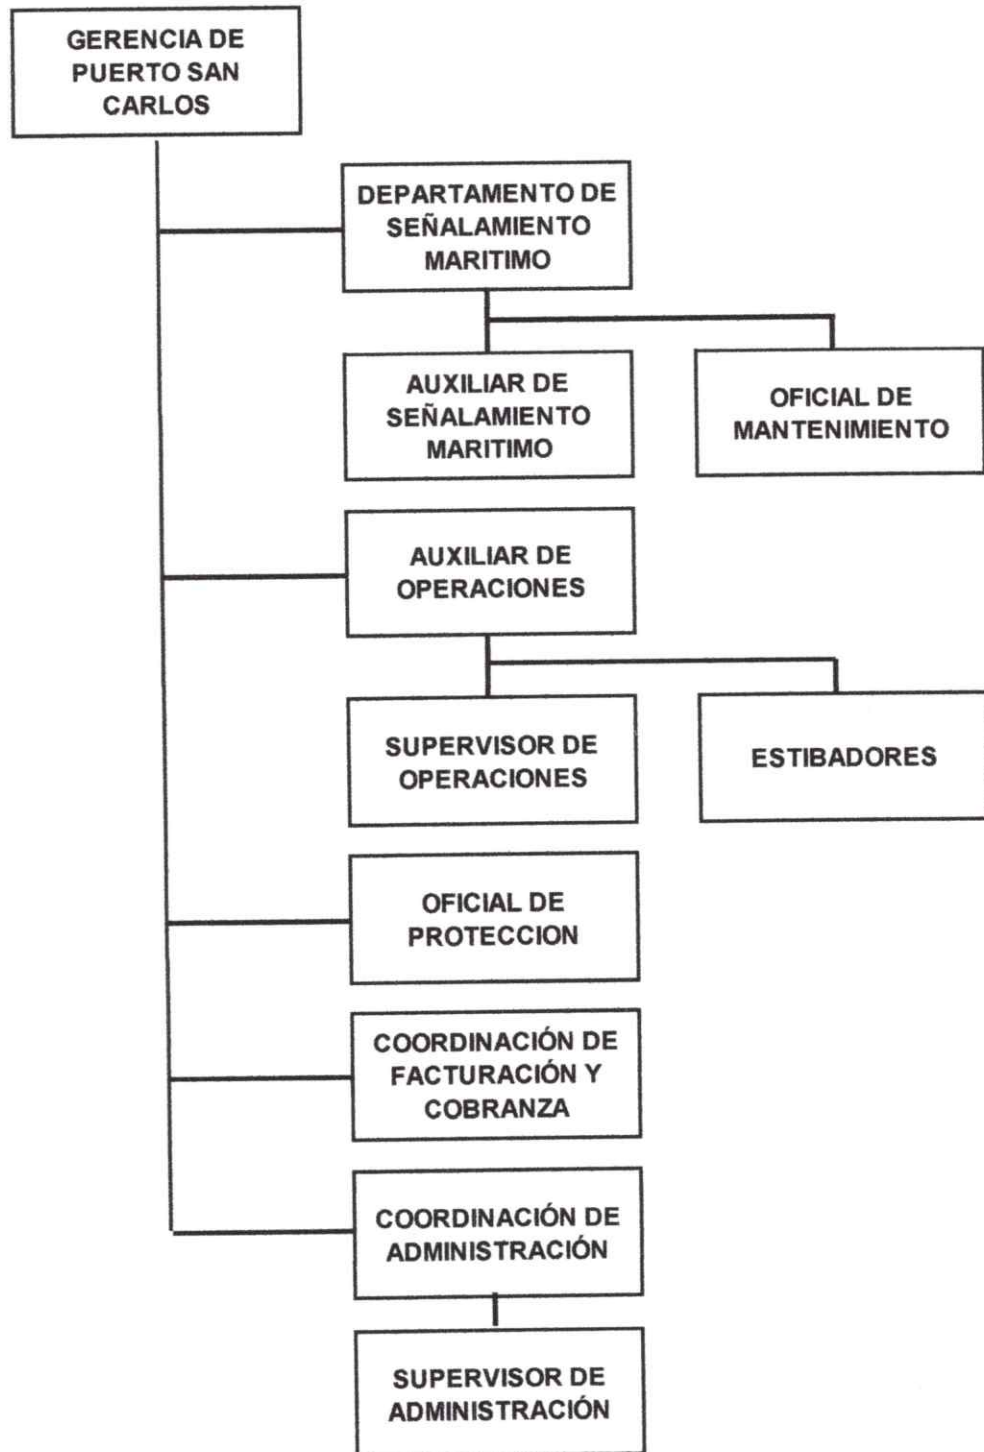 GERENCIA DE
PUERTO SAN
CARLOS
DEPARTAMENTO DE
SEÑALAMIENTO
MARITIMO
AUXILIAR DE
SEÑALAMIENTO
MARITIMO
OFICIAL DE
MANTENIMIENTO
AUXILIAR DE
OPERACIONES
SUPERVISOR DE
OPERACIONES
ESTIBADORES
OFICIAL DE
PROTECCION
COORDINACIÓN DE
FACTURACIÓN Y
COBRANZA
COORDINACIÓN DE
ADMINISTRACIÓN
SUPERVISOR DE
ADMINISTRACIÓN